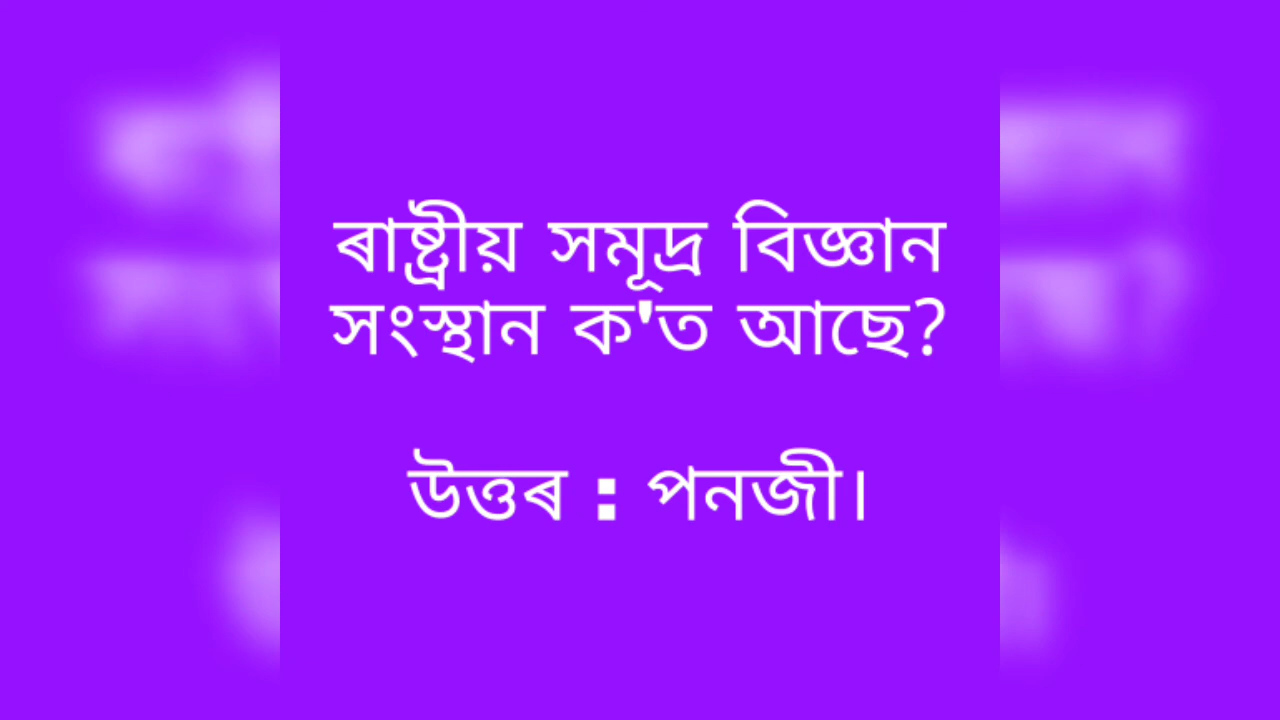 ৰাষ্ট্ৰীয় সমূদ্ৰ বিজ্ঞান
সংস্থান ক'ত আছে?
উত্তৰ : পনজী।